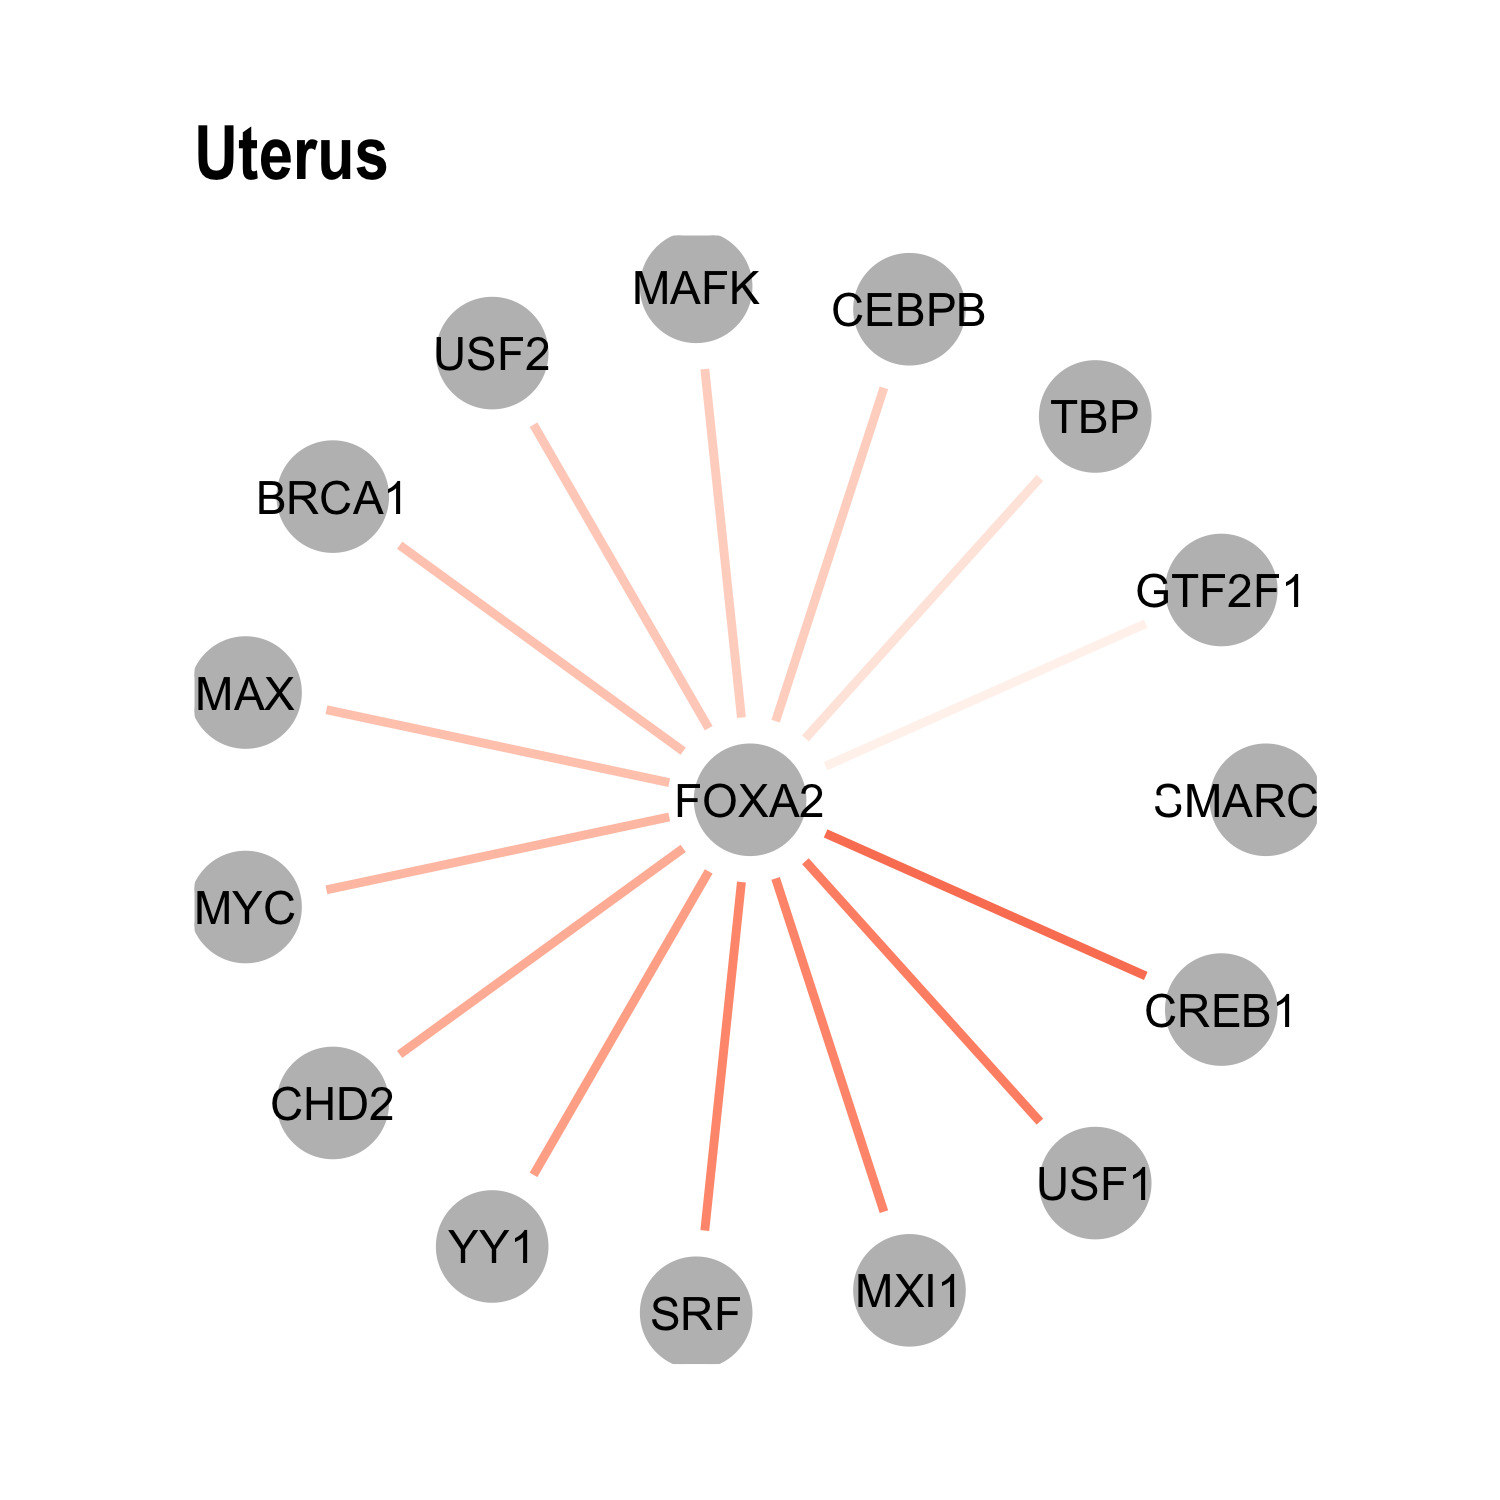 Uterus
MAFK
CEBPB
USF2
TBP
BRCA1
GTF2F1
MAX
FOXA2
SMARC
MYC
CREB1
CHD2
USF1
YY1
MXI1
SRF